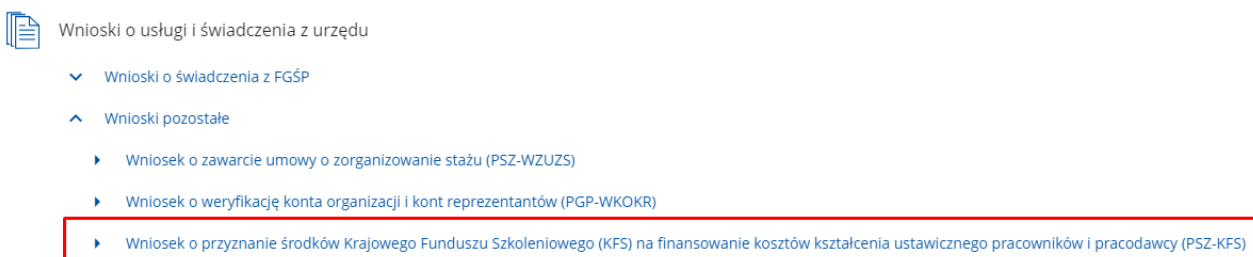 Wnioski o usługi i świadczenia z urzędu
Wnioski o świadczenia z FGŚP
Wnioski pozostałe
Wniosek o zawarcie umowy o zorganizowanie stażu (PSZ-WZUZS)
Wniosek o weryfikację konta organizacji i kont reprezentantów (PGP-WKOKR)
Wniosek o przyznanie środków Krajowego Funduszu Szkoleniowego (KFS) na finansowanie kosztów kształcenia ustawicznego pracowników i pracodawcy (PSZ-KFS)